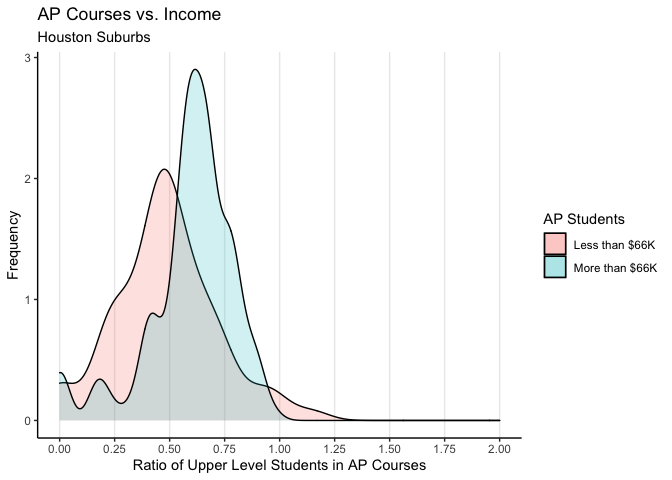 AP Courses vs. Income
Houston Suburbs
3
2
1
0
Frequency
0.00 0.25 0.50 0.75 1.00 1.25 1.50 1.75 2.00
Ratio of Upper Level Students in AP Courses
AP Students
Less than $66K
More than $66K